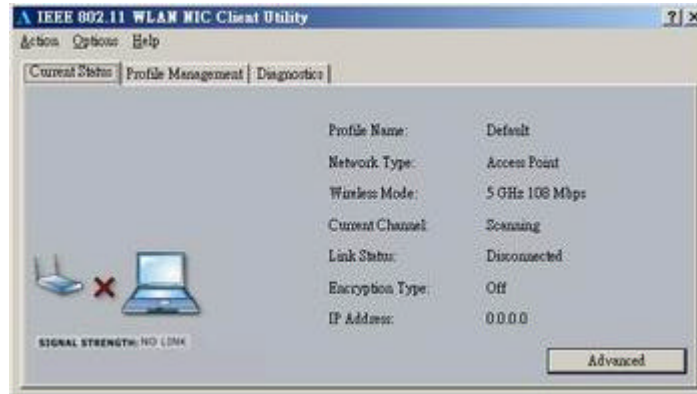 IEEE 802.11 WLAN NIC Client Utility
Action Options Help
Current Status Profile Management Diagnostics
Profile Name: Default
Network Type: Access Point
Wireless Mode: 5 GHz 108 Mbps
Current Channel: Scanning
Link Status: Disconnected
Encryption Type: Off
IP Address: 0.0.0.0
SIGNAL STRENGTH: NO LINK
Advanced